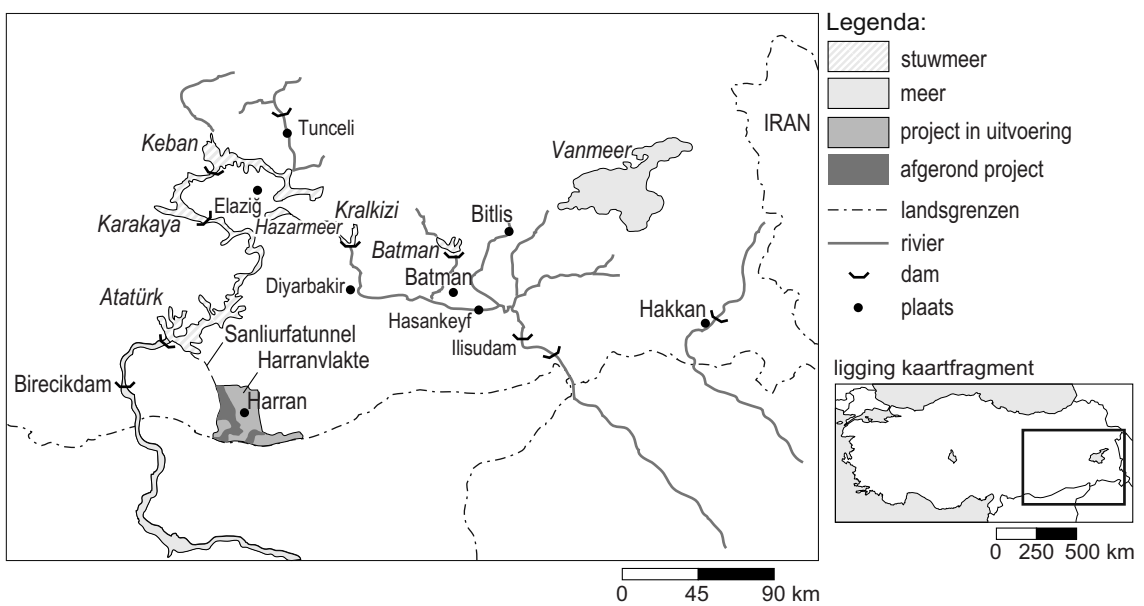 Tunceli
Keban
IRAN
Vanmeer
Elaziğ
Karakaya
Hazarmeer
Kralkizi
Bitlis
Batman
Batman
Diyarbakir
Atatürk
Hasankeyf
Hakkan
Sanliurfatunnel
Ilisudam
Harranvlakte
Birecikdam
Harran
0 45 90 km
Legenda:
stuwmeer
meer
project in uitvoering
afgerond project
landsgrenzen
rivier
dam
plaats
ligging kaartfragment
0 250 500 km